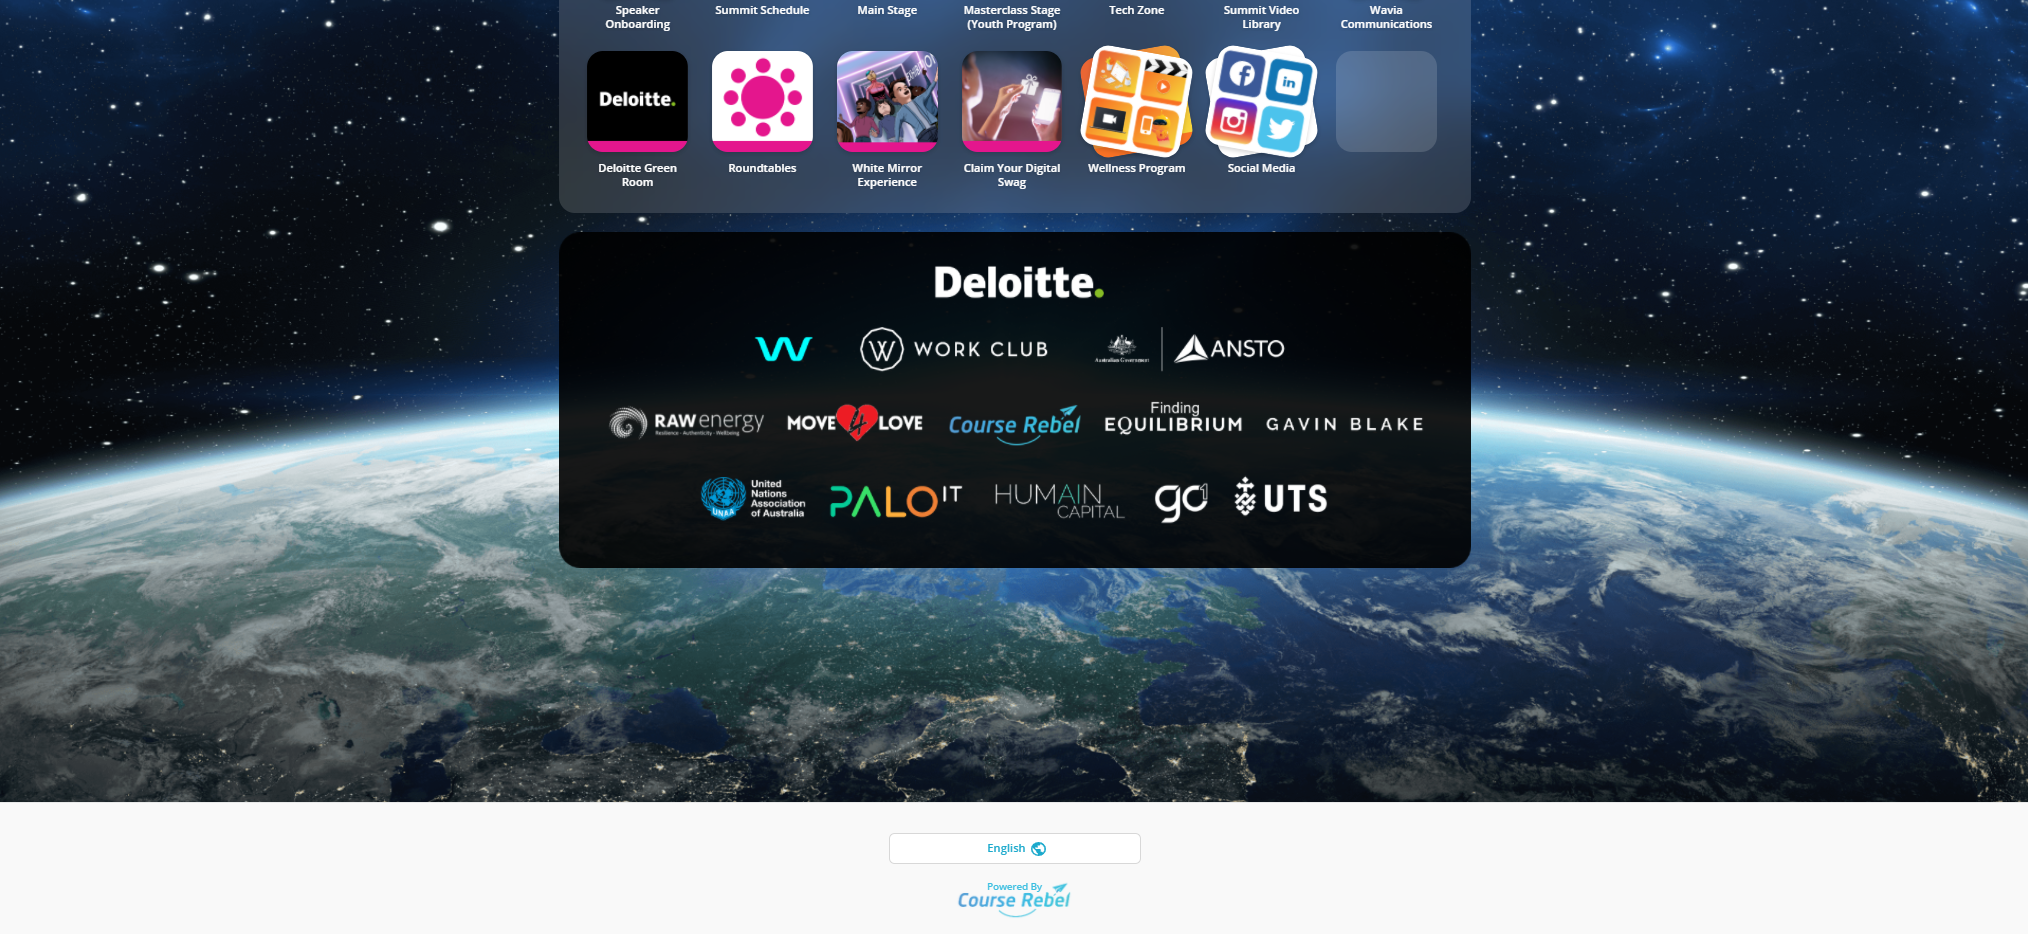 Speaker
Onboarding
Summit Schedule
Main Stage
Masterclass Stage
(Youth Program)
Tech Zone
Summit Video
Library
Wavia
Communications
Deloitte.
Deloitte Green
Room
Roundtables
White Mirror
Experience
Claim Your Digital
Swag
Wellness Program
Social Media
Deloitte.
W
W WORK CLUB
Australian Government
ANSTO
RAW energy
Resilience · Authenticity · Wellbeing
MOVE 4 LOVE
Course Rebel
Finding
EQUILIBRIUM
GAVIN BLAKE
UNAA
United
Nations
Association
of Australia
PALO IT
HUMAIN
CAPITAL
go1
UTS
English
Powered By
Course Rebel